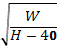 √(W / (H − 40))